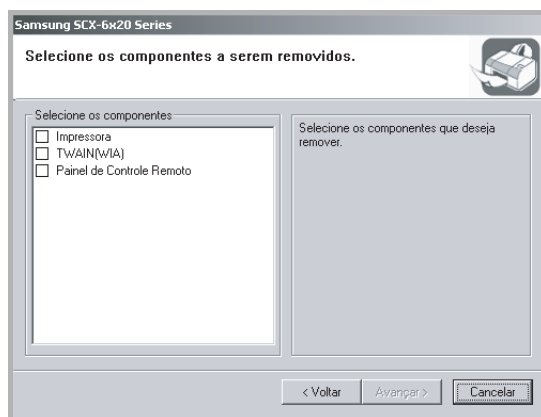 Samsung SCX-6x20 Series
Selecione os componentes a serem removidos.
Selecione os componentes
Impressora
TWAIN(WIA)
Painel de Controle Remoto
Selecione os componentes que deseja
remover.
< Voltar
Avançar >
Cancelar